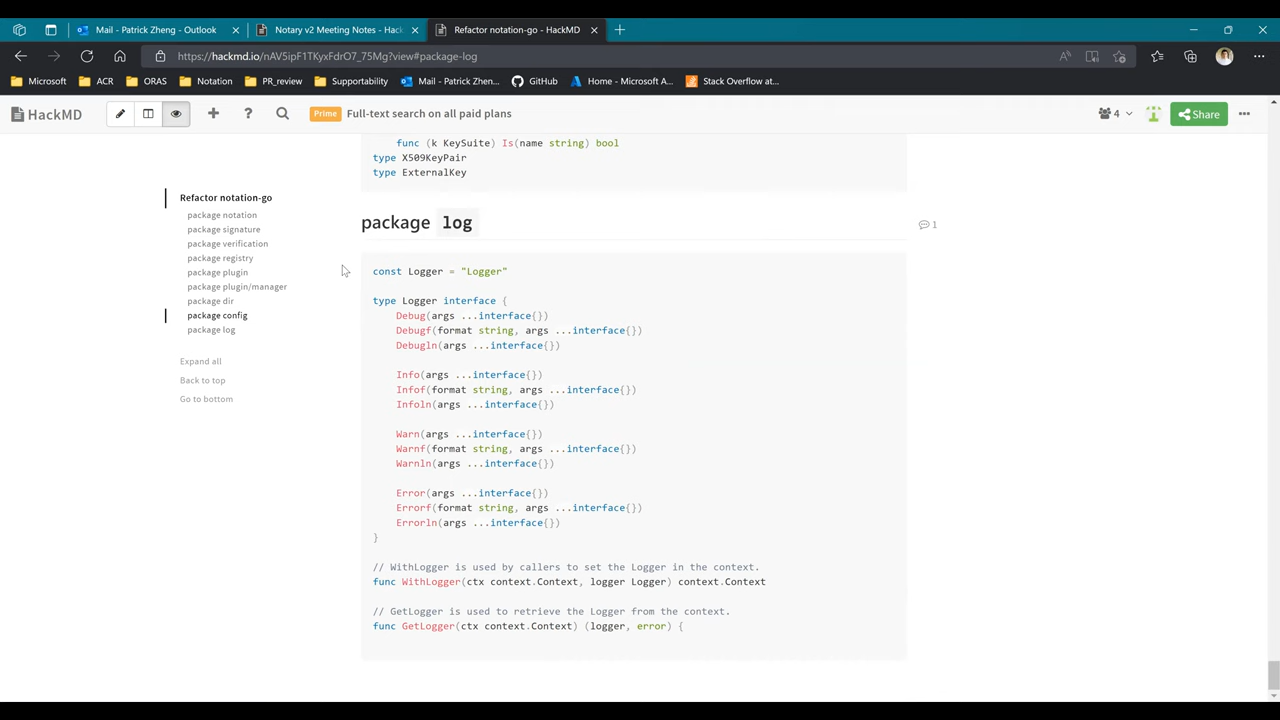 Mail - Patrick Zheng - Outlook
Notary v2 Meeting Notes - Hac
Refactor notation-go - HackMD
https://hackmd.io/nAV5ipF1TKyxFdrO7_75Mg?view#package-log
Microsoft
ACR
ORAS
Notation
PR_review
Supportability
Mail - Patrick Zhen...
GitHub
Home - Microsoft A...
Stack Overflow at...
HackMD
Prime
Full-text search on all paid plans
4
Share
Refactor notation-go
package notation
package signature
package verification
package registry
package plugin
package plugin/manager
package dir
package config
package log
Expand all
Back to top
Go to bottom
func (k KeySuite) Is(name string) bool
type X509KeyPair
type ExternalKey
package log
1
const Logger = "Logger"
type Logger interface {
Debug(args ...interface{})
Debugf(format string, args ...interface{})
Debugln(args ...interface{})
Info(args ...interface{})
Infof(format string, args ...interface{})
Infoln(args ...interface{})
Warn(args ...interface{})
Warnf(format string, args ...interface{})
Warnln(args ...interface{})
Error(args ...interface{})
Errorf(format string, args ...interface{})
Errorln(args ...interface{})
}
// WithLogger is used by callers to set the Logger in the context.
func WithLogger(ctx context.Context, logger Logger) context.Context
// GetLogger is used to retrieve the Logger from the context.
func GetLogger(ctx context.Context) (logger, error) {